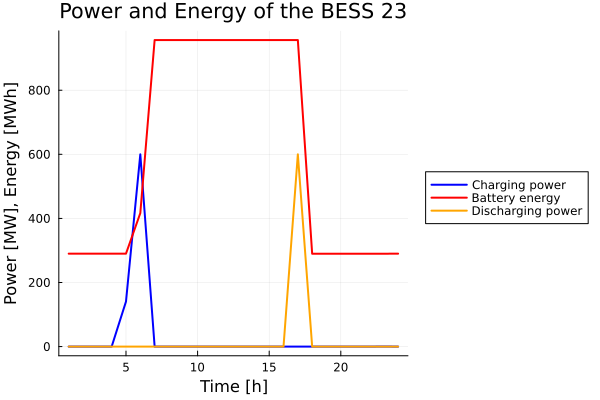 Power and Energy of the BESS 23
Power [MW], Energy [MWh]
800
600
400
200
0
5
10
15
20
Time [h]
Charging power
Battery energy
Discharging power